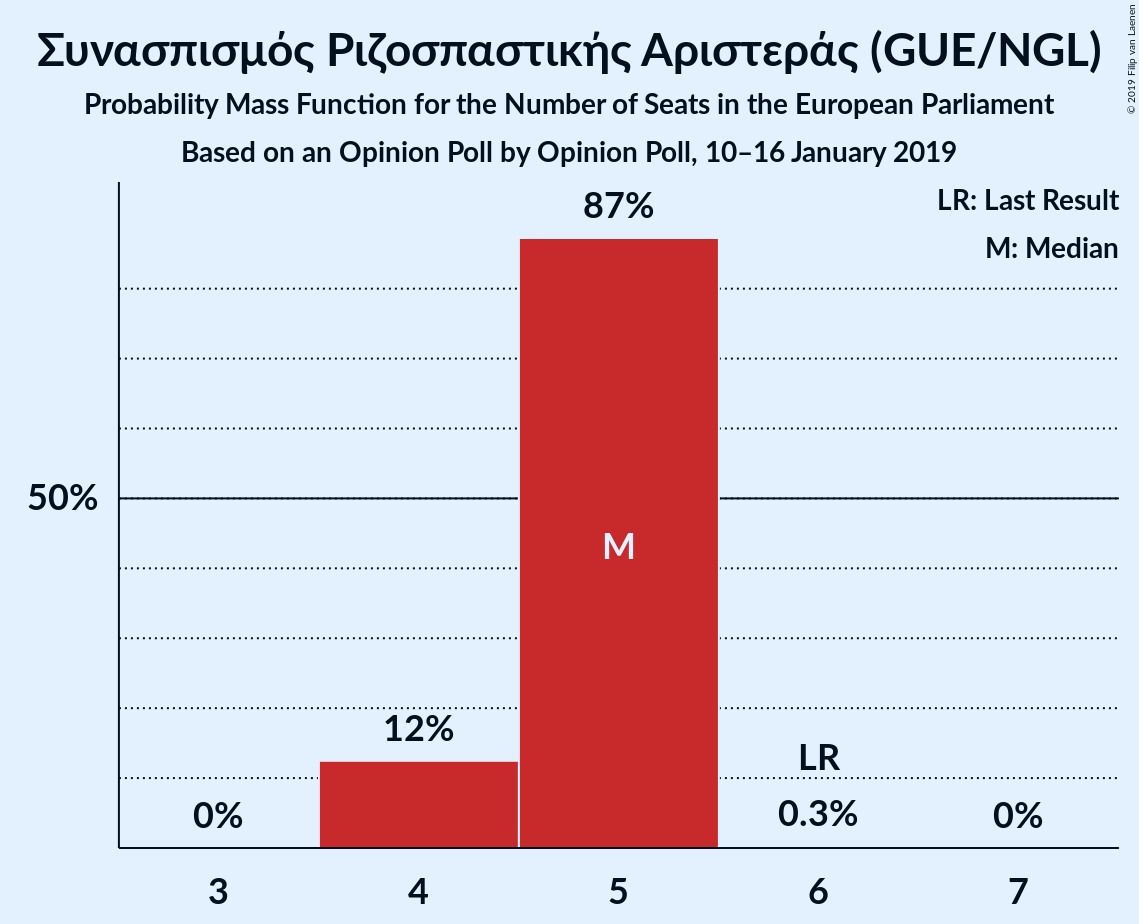 Συνασπισμός Ριζοσπαστικής Αριστεράς (GUE/NGL)
Probability Mass Function for the Number of Seats in the European Parliament
Based on an Opinion Poll by Opinion Poll, 10–16 January 2019
© 2019 Filip van Laenen
LR: Last Result
M: Median
87%
50%
M
12%
LR
0%
0.3%
0%
3
4
5
6
7